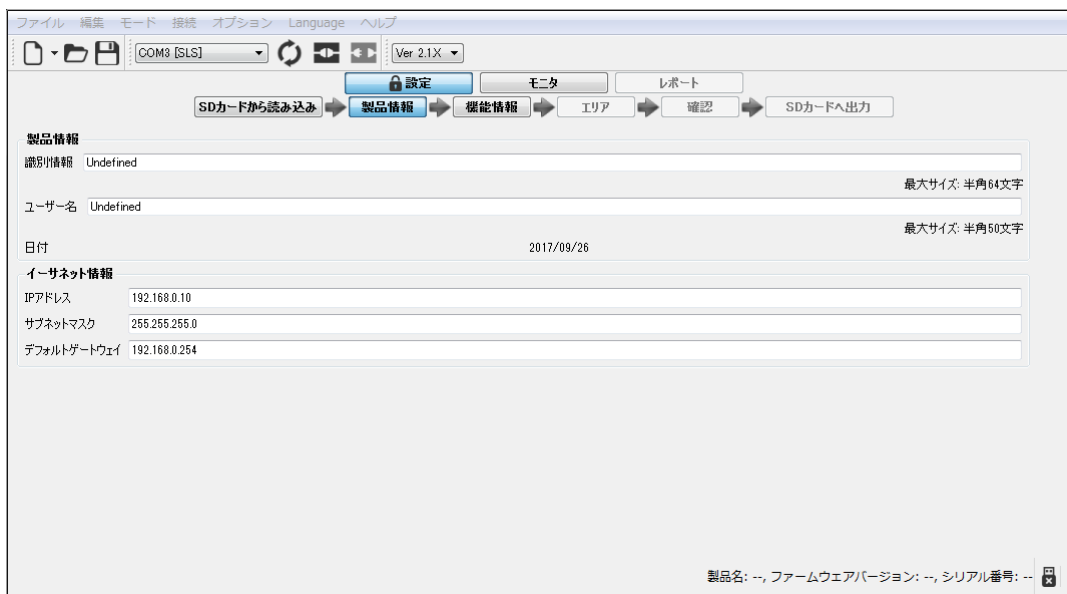 ファイル 編集 モード 接続 オプション Language ヘルプ
COM3 [SLS] Ver 2.1X
設定 モニタ レポート
SDカードから読み込み 製品情報 機能情報 エリア 確認 SDカードへ出力
製品情報
識別情報 Undefined
最大サイズ: 半角64文字
ユーザー名 Undefined
最大サイズ: 半角50文字
日付 2017/09/26
イーサネット情報
IPアドレス 192.168.0.10
サブネットマスク 255.255.255.0
デフォルトゲートウェイ 192.168.0.254
製品名: --, ファームウェアバージョン: --, シリアル番号: --